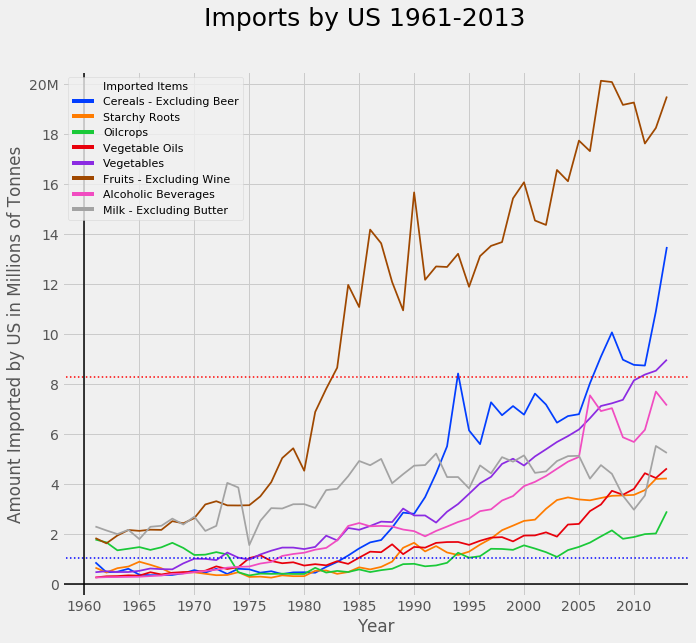 Imports by US 1961-2013
Imported Items
Cereals - Excluding Beer
Starchy Roots
Oilcrops
Vegetable Oils
Vegetables
Fruits - Excluding Wine
Alcoholic Beverages
Milk - Excluding Butter
20M
18
16
14
12
10
8
6
4
2
0
Amount Imported by US in Millions of Tonnes
1960 1965 1970 1975 1980 1985 1990 1995 2000 2005 2010
Year